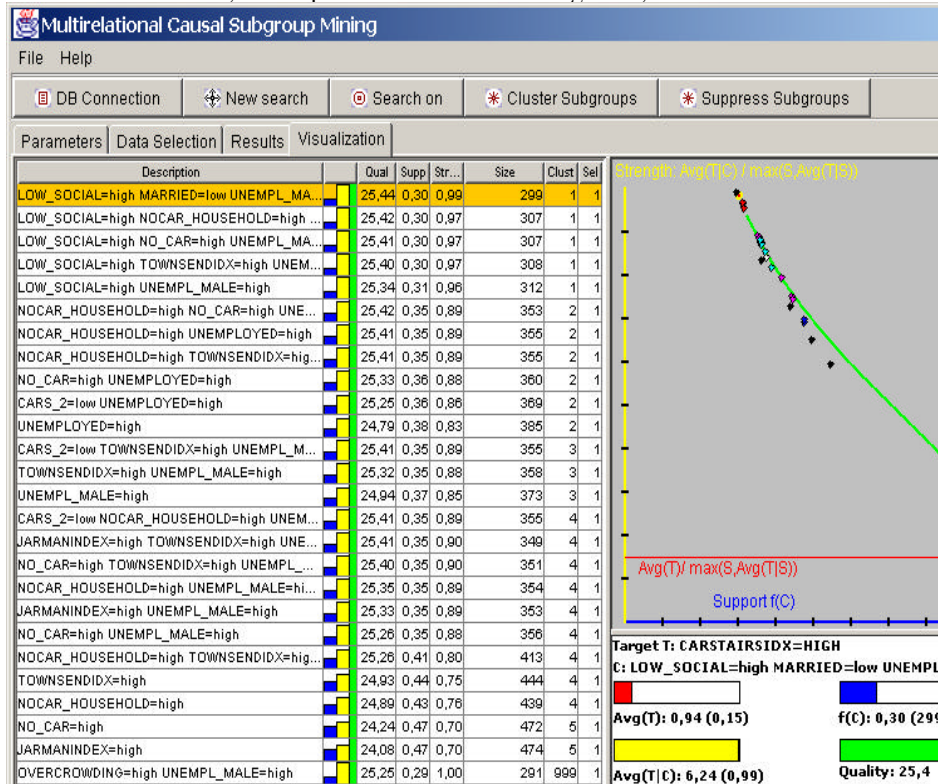 Multirelational Causal Subgroup Mining
File Help
DB Connection New search Search on Cluster Subgroups Suppress Subgroups
Parameters Data Selection Results Visualization
Description Qual Supp Str... Size Clust Sel
LOW_SOCIAL=high MARRIED=low UNEMPL_MA... 25,44 0,30 0,99 299 1 1
LOW_SOCIAL=high NOCAR_HOUSEHOLD=high ... 25,42 0,30 0,97 307 1 1
LOW_SOCIAL=high NO_CAR=high UNEMPL_MA... 25,41 0,30 0,97 307 1 1
LOW_SOCIAL=high TOWNSENDIDX=high UNEM... 25,40 0,30 0,97 308 1 1
LOW_SOCIAL=high UNEMPL_MALE=high 25,34 0,31 0,96 312 1 1
NOCAR_HOUSEHOLD=high NO_CAR=high UNE... 25,42 0,35 0,89 353 2 1
NOCAR_HOUSEHOLD=high UNEMPLOYED=high 25,41 0,35 0,89 355 2 1
NOCAR_HOUSEHOLD=high TOWNSENDIDX=hig... 25,41 0,35 0,89 355 2 1
NO_CAR=high UNEMPLOYED=high 25,33 0,36 0,88 360 2 1
CARS_2=low UNEMPLOYED=high 25,25 0,36 0,86 369 2 1
UNEMPLOYED=high 24,79 0,38 0,83 385 2 1
CARS_2=low TOWNSENDIDX=high UNEMPL_M... 25,41 0,35 0,89 355 3 1
TOWNSENDIDX=high UNEMPL_MALE=high 25,32 0,35 0,88 358 3 1
UNEMPL_MALE=high 24,94 0,37 0,85 373 3 1
CARS_2=low NOCAR_HOUSEHOLD=high UNEM... 25,41 0,35 0,89 355 4 1
JARMANINDEX=high TOWNSENDIDX=high UNE... 25,41 0,35 0,90 349 4 1
NO_CAR=high TOWNSENDIDX=high UNEMPL_... 25,40 0,35 0,90 351 4 1
NOCAR_HOUSEHOLD=high UNEMPL_MALE=hi... 25,35 0,35 0,89 354 4 1
JARMANINDEX=high UNEMPL_MALE=high 25,33 0,35 0,89 353 4 1
NO_CAR=high UNEMPL_MALE=high 25,26 0,35 0,88 356 4 1
NOCAR_HOUSEHOLD=high TOWNSENDIDX=hig... 25,26 0,41 0,80 413 4 1
TOWNSENDIDX=high 24,93 0,44 0,75 444 4 1
NOCAR_HOUSEHOLD=high 24,89 0,43 0,76 439 4 1
NO_CAR=high 24,24 0,47 0,70 472 5 1
JARMANINDEX=high 24,08 0,47 0,70 474 5 1
OVERCROWDING=high UNEMPL_MALE=high 25,25 0,29 1,00 291 999 1
Strength: Avg(T|C) / max(S,Avg(T|S))
Avg(T)/ max(S,Avg(T|S))
Support f(C)
Target T: CARSTAIRSIDX=HIGH
C: LOW_SOCIAL=high MARRIED=low UNEMPL
Avg(T): 0,94 (0,15) f(C): 0,30 (299
Avg(T|C): 6,24 (0,99) Quality: 25,4